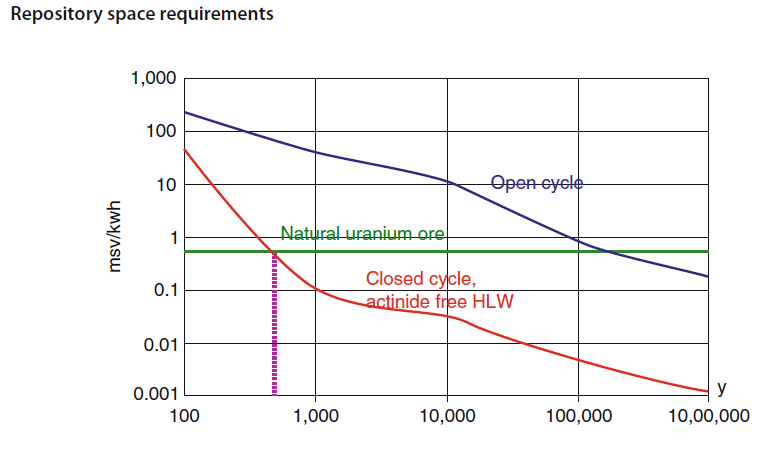 Repository space requirements
1,000
100
10
1
0.1
0.01
0.001
msv/kwh
Open cycle
Natural uranium ore
Closed cycle,
actinide free HLW
y
100
1,000
10,000
100,000
10,00,000